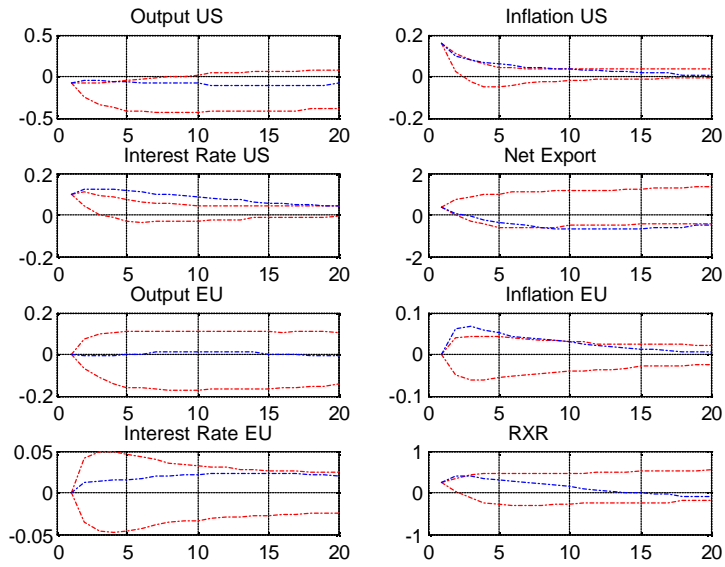 Output US
0.5
0
-0.5
0 5 10 15 20
Inflation US
0.2
0
-0.2
0 5 10 15 20
Interest Rate US
0.2
0
-0.2
0 5 10 15 20
Net Export
2
0
-2
0 5 10 15 20
Output EU
0.2
0
-0.2
0 5 10 15 20
Inflation EU
0.1
0
-0.1
0 5 10 15 20
Interest Rate EU
0.05
0
-0.05
0 5 10 15 20
RXR
1
0
-1
0 5 10 15 20